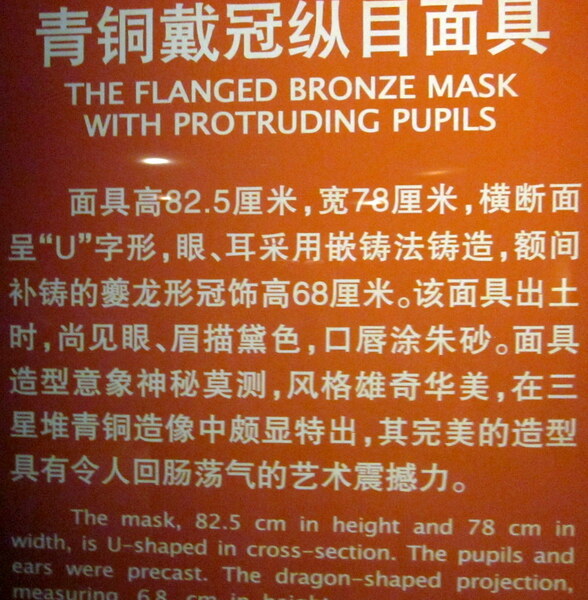 青铜戴冠纵目面具
THE FLANGED BRONZE MASK
WITH PROTRUDING PUPILS
面具高82.5厘米,宽78厘米,横断面
呈“U”字形,眼、耳采用嵌铸法铸造,额间
补铸的夔龙形冠饰高68厘米。该面具出土
时,尚见眼、眉描黛色,口唇涂朱砂。面具
造型意象神秘莫测,风格雄奇华美,在三
星堆青铜造像中颇显特出,其完美的造型
具有令人回肠荡气的艺术震撼力。
The mask, 82.5 cm in height and 78 cm in
width, is U-shaped in cross-section. The pupils and
ears were precast. The dragon-shaped projection,
measuring 6.8 cm in height